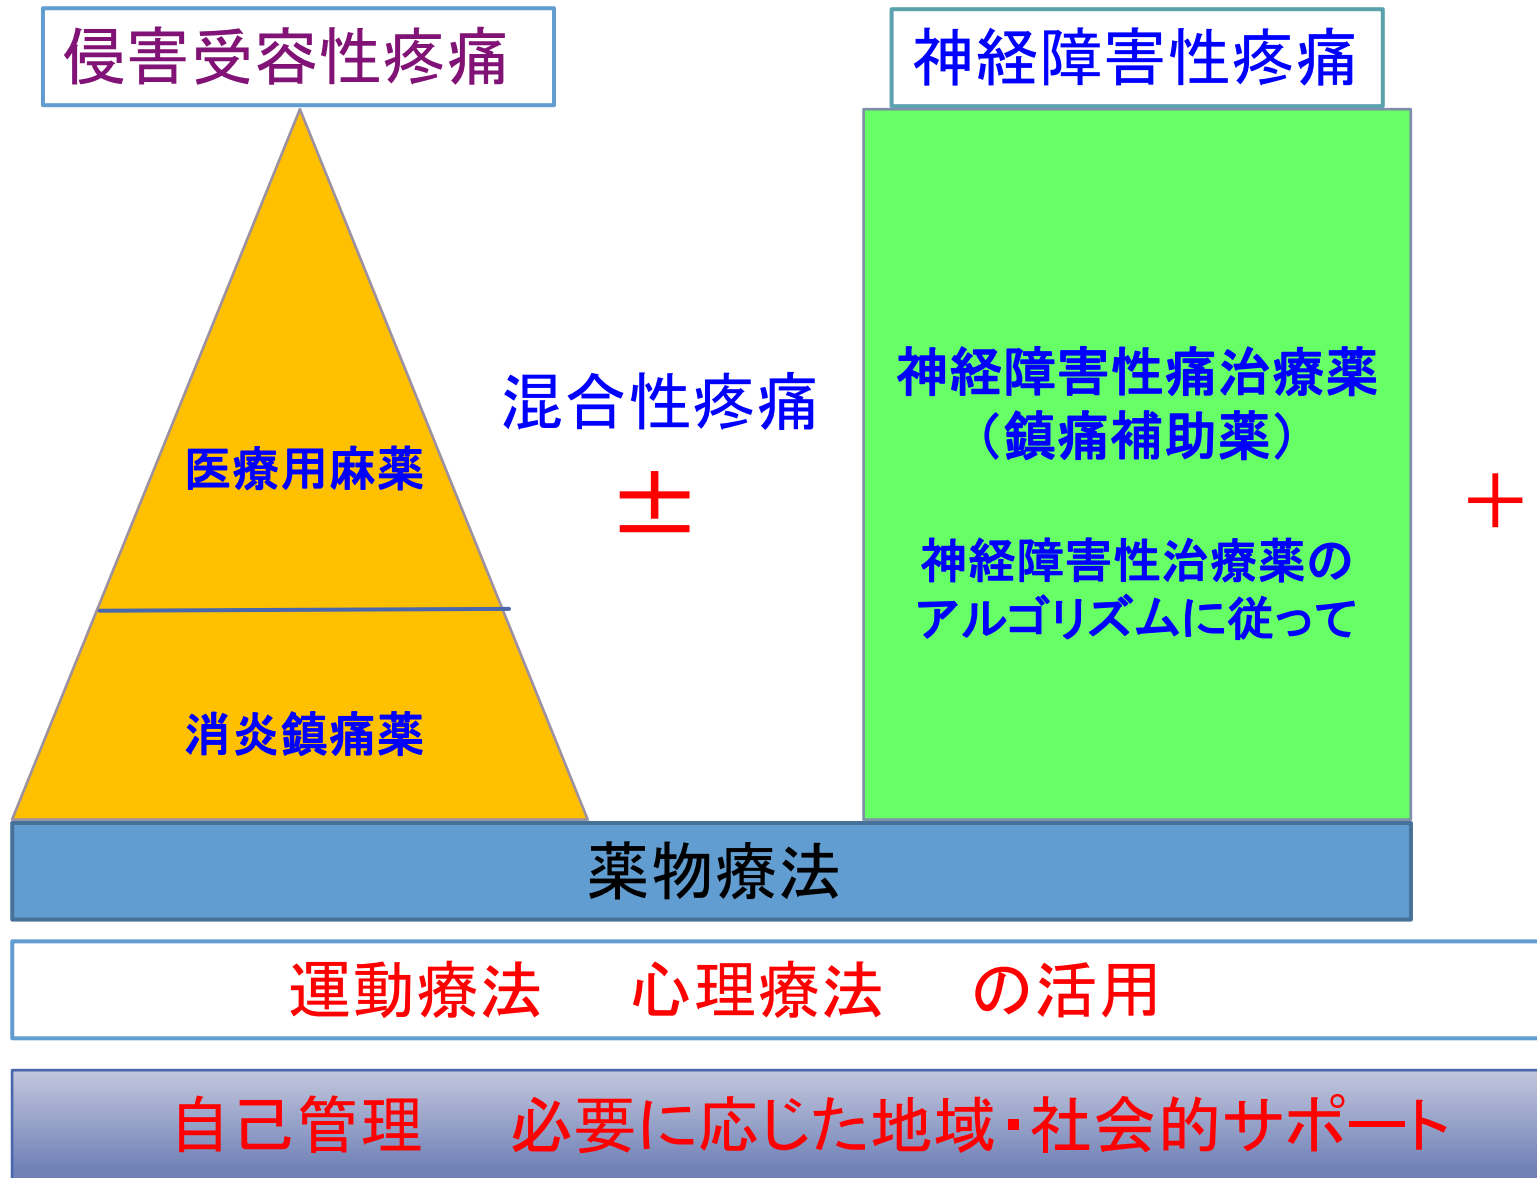 侵害受容性疼痛
神経障害性疼痛
混合性疼痛
±
医療用麻薬
消炎鎮痛薬
神経障害性痛治療薬
（鎮痛補助薬）
神経障害性治療薬の
アルゴリズムに従って
＋
薬物療法
運動療法　心理療法　の活用
自己管理　必要に応じた地域・社会的サポート